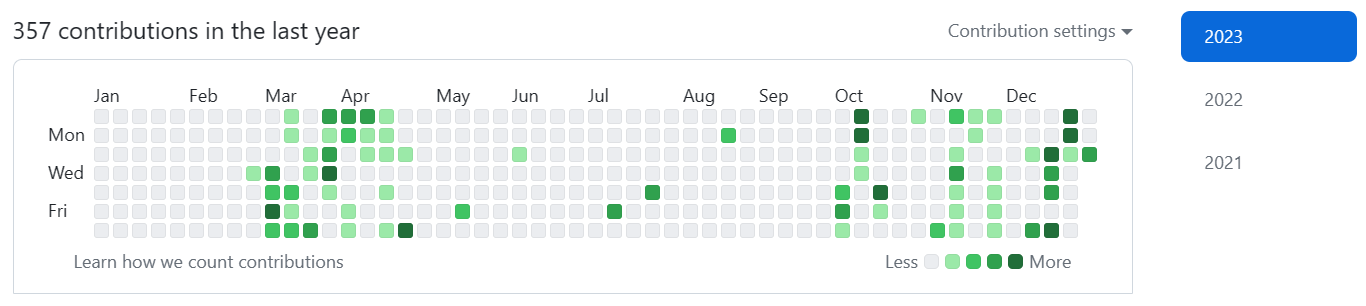 357 contributions in the last year
Contribution settings
2023
2022
2021
Jan Feb Mar Apr May Jun Jul Aug Sep Oct Nov Dec
Mon
Wed
Fri
Learn how we count contributions
Less More